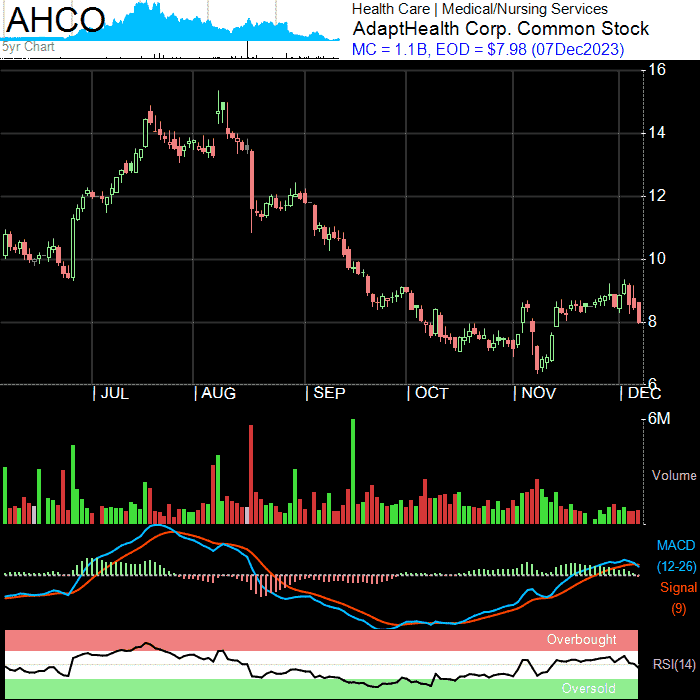 AHCO
5yr Chart
Health Care | Medical/Nursing Services
AdaptHealth Corp. Common Stock
MC = 1.1B, EOD = $7.98 (07Dec2023)
16
14
12
10
8
6
JUL AUG SEP OCT NOV DEC
6M
Volume
MACD
(12-26)
Signal
(9)
Overbought
RSI(14)
Oversold